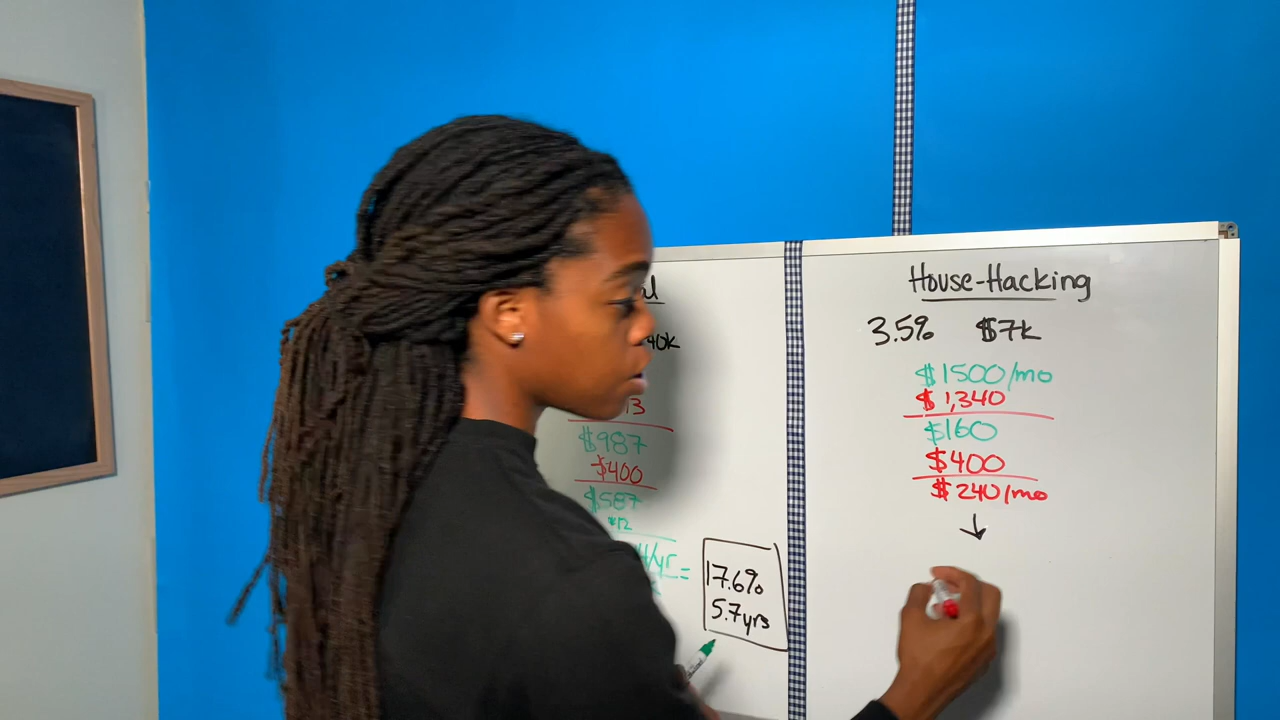 40k
13
$987
$400
$587
*12
/yr =
17.6%
5.7yrs
House-Hacking
3.5% $7k
$1500/mo
$1,340
$160
$400
$240/mo